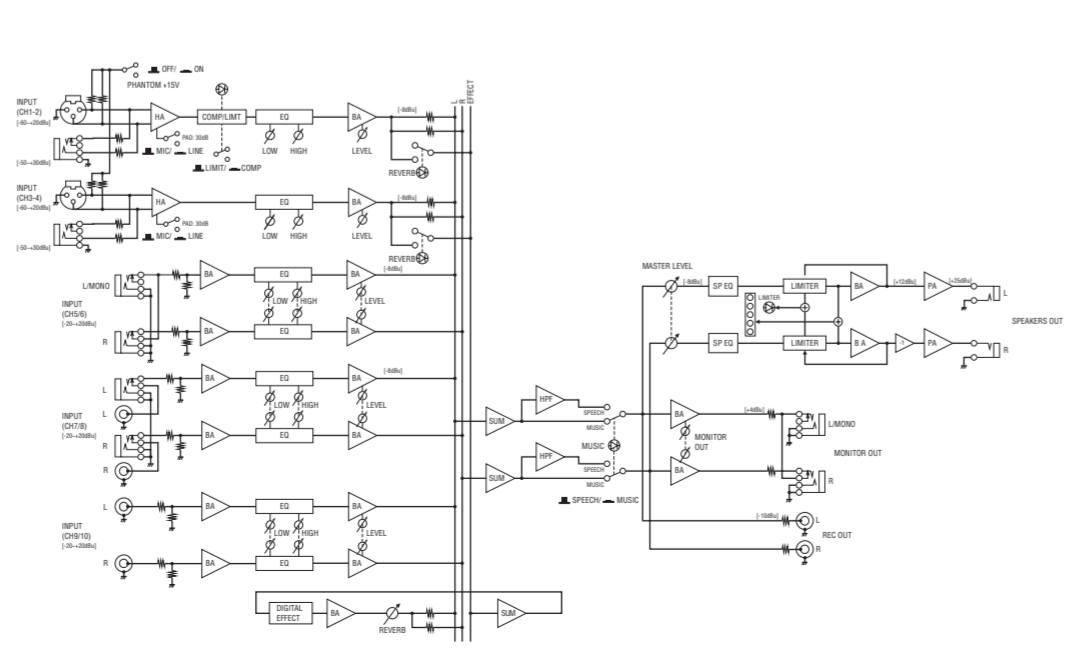 OFF/ ON
PHANTOM +15V
INPUT
(CH1-2)
[-60~+20dBu]
HA
COMP/LIMT
EQ
BA
[-8dBu]
L
R
EFFECT
PAD: 30dB
MIC/ LINE
LOW
HIGH
LEVEL
[-50~+30dBu]
LIMIT/ COMP
REVERB
INPUT
(CH3-4)
[-60~+20dBu]
HA
EQ
BA
[-8dBu]
PAD: 30dB
MIC/ LINE
LOW
HIGH
LEVEL
[-50~+30dBu]
REVERB
[-8dBu]
L/MONO
BA
EQ
BA
INPUT
(CH5/6)
[-20~+20dBu]
LOW
HIGH
LEVEL
R
BA
EQ
BA
L
BA
EQ
BA
[-8dBu]
L
INPUT
(CH7/8)
[-20~+20dBu]
LOW
HIGH
LEVEL
R
BA
EQ
BA
R
L
BA
EQ
BA
INPUT
(CH9/10)
[-20~+20dBu]
LOW
HIGH
LEVEL
R
BA
EQ
BA
DIGITAL
EFFECT
BA
REVERB
SUM
MASTER LEVEL
[-8dBu]
SP EQ
LIMITER
BA
[+12dBu]
PA
[+25dBu]
L
LIMITER
SPEAKERS OUT
SP EQ
LIMITER
B A
-1
PA
R
SUM
HPF
SPEECH
MUSIC
MUSIC
SUM
HPF
SPEECH
MUSIC
SPEECH/ MUSIC
BA
[+4dBu]
L/MONO
MONITOR
OUT
MONITOR OUT
BA
R
[-10dBu]
L
REC OUT
R